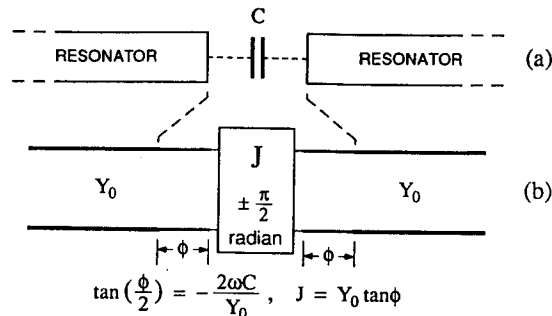 C
RESONATOR
RESONATOR
(a)
J
Y₀
± π/2
Y₀
(b)
radian
ϕ
ϕ
tan (ϕ/2) = - 2ωC/Y₀ , J = Y₀ tanϕ